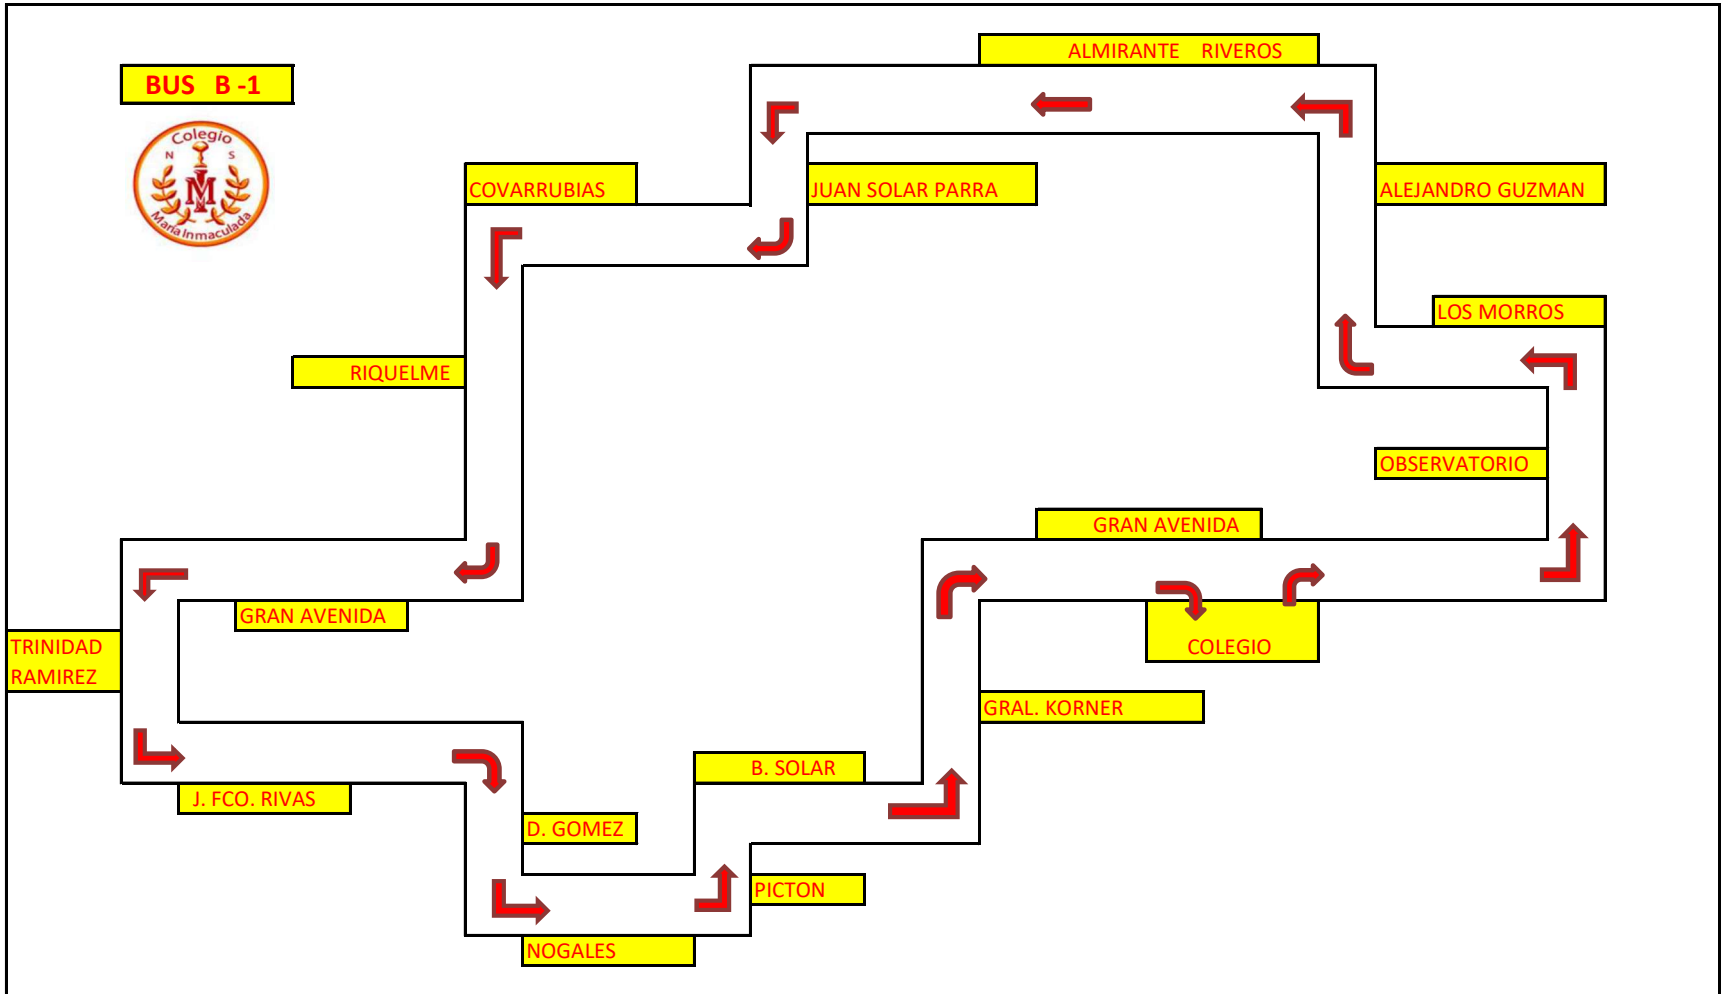 ALMIRANTE RIVEROS
BUS B -1
Colegio
N S
M
María Inmaculada
COVARRUBIAS
JUAN SOLAR PARRA
ALEJANDRO GUZMAN
LOS MORROS
RIQUELME
OBSERVATORIO
GRAN AVENIDA
GRAN AVENIDA
TRINIDAD
RAMIREZ
COLEGIO
GRAL. KORNER
B. SOLAR
J. FCO. RIVAS
D. GOMEZ
PICTON
NOGALES